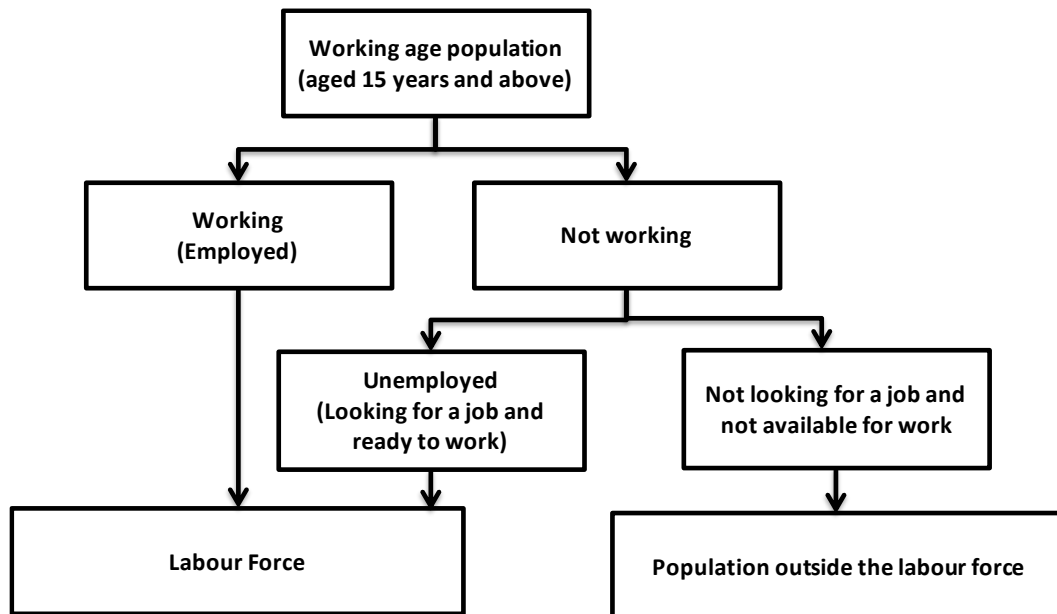 Working age population
(aged 15 years and above)
Working
(Employed)
Not working
Unemployed
(Looking for a job and
ready to work)
Not looking for a job and
not available for work
Labour Force
Population outside the labour force